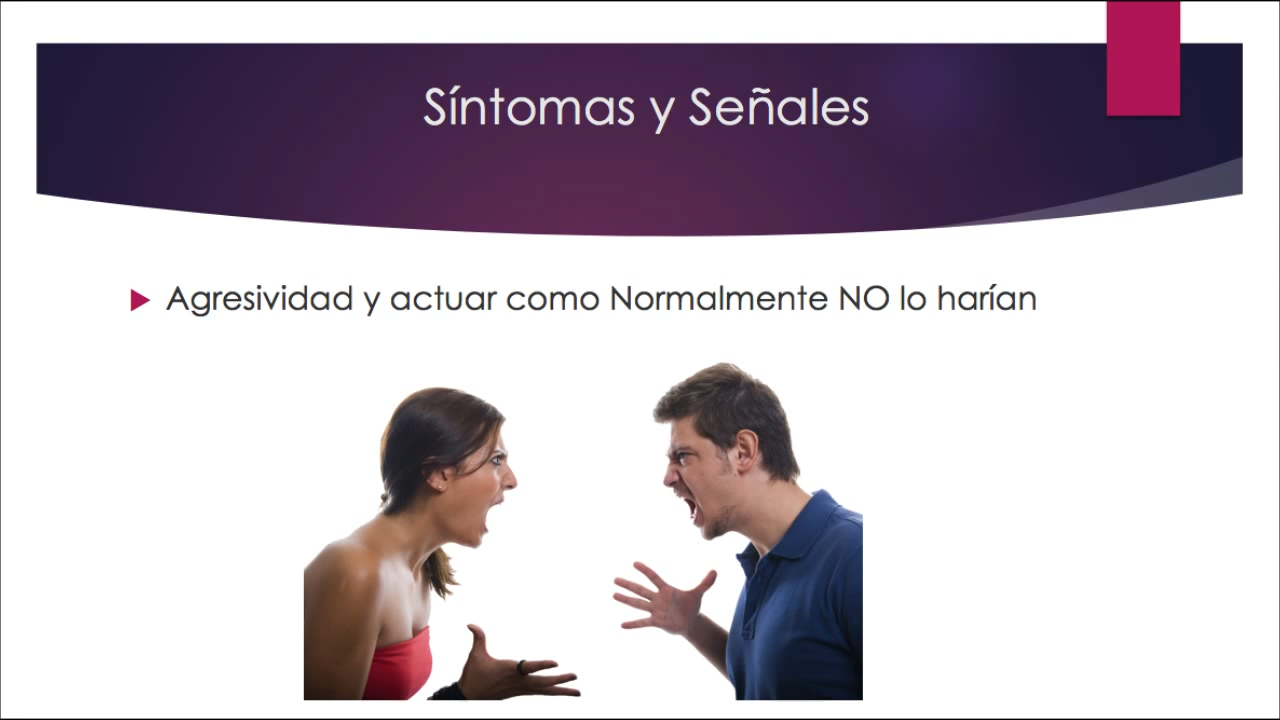 Síntomas y Señales
Agresividad y actuar como Normalmente NO lo harían